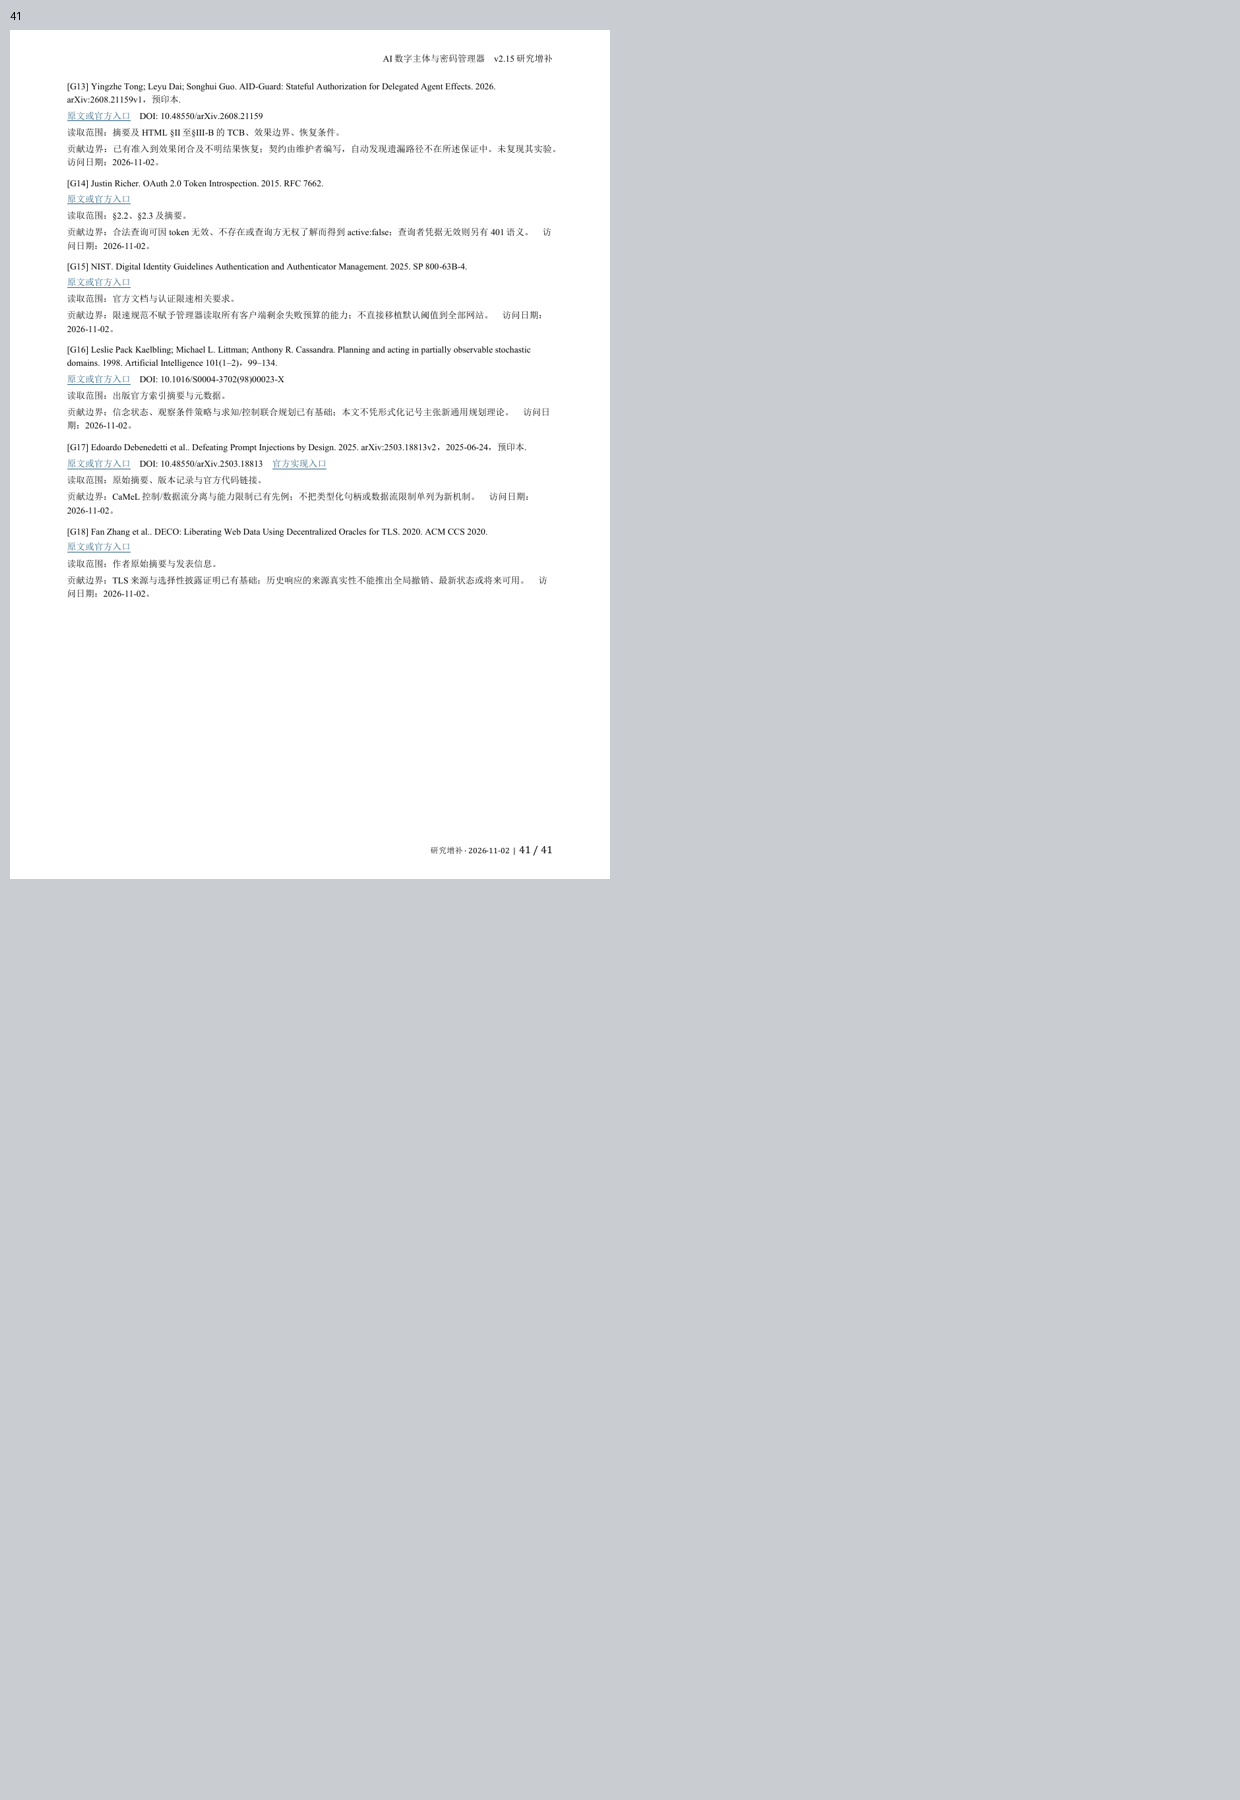 41
AI 数字主体与密码管理器 v2.15 研究增补
[G13] Yingzhe Tong; Leyu Dai; Songhui Guo. AID-Guard: Stateful Authorization for Delegated Agent Effects. 2026.
arXiv:2608.21159v1，预印本.
原文或官方入口 DOI: 10.48550/arXiv.2608.21159
读取范围：摘要及 HTML §II 至§III-B 的 TCB、效果边界、恢复条件。
贡献边界：已有准入到效果闭合及不明结果恢复；契约由维护者编写，自动发现遗漏路径不在所述保证中。未复现其实验。
访问日期：2026-11-02。
[G14] Justin Richer. OAuth 2.0 Token Introspection. 2015. RFC 7662.
原文或官方入口
读取范围：§2.2、§2.3 及摘要。
贡献边界：合法查询可因 token 无效、不存在或查询方无权了解而得到 active:false；查询者凭据无效则另有 401 语义。 访
问日期：2026-11-02。
[G15] NIST. Digital Identity Guidelines Authentication and Authenticator Management. 2025. SP 800-63B-4.
原文或官方入口
读取范围：官方文档与认证限速相关要求。
贡献边界：限速规范不赋予管理器读取所有客户端剩余失败预算的能力；不直接移植默认阈值到全部网站。 访问日期：
2026-11-02。
[G16] Leslie Pack Kaelbling; Michael L. Littman; Anthony R. Cassandra. Planning and acting in partially observable stochastic
domains. 1998. Artificial Intelligence 101(1–2)，99–134.
原文或官方入口 DOI: 10.1016/S0004-3702(98)00023-X
读取范围：出版官方索引摘要与元数据。
贡献边界：信念状态、观察条件策略与求知/控制联合规划已有基础；本文不凭形式化记号主张新通用规划理论。 访问日
期：2026-11-02。
[G17] Edoardo Debenedetti et al.. Defeating Prompt Injections by Design. 2025. arXiv:2503.18813v2，2025-06-24，预印本.
原文或官方入口 DOI: 10.48550/arXiv.2503.18813 官方实现入口
读取范围：原始摘要、版本记录与官方代码链接。
贡献边界：CaMeL 控制/数据流分离与能力限制已有先例；不把类型化句柄或数据流限制单列为新机制。 访问日期：
2026-11-02。
[G18] Fan Zhang et al.. DECO: Liberating Web Data Using Decentralized Oracles for TLS. 2020. ACM CCS 2020.
原文或官方入口
读取范围：作者原始摘要与发表信息。
贡献边界：TLS 来源与选择性披露证明已有基础；历史响应的来源真实性不能推出全局撤销、最新状态或将来可用。 访
问日期：2026-11-02。
研究增补 · 2026-11-02 | 41 / 41